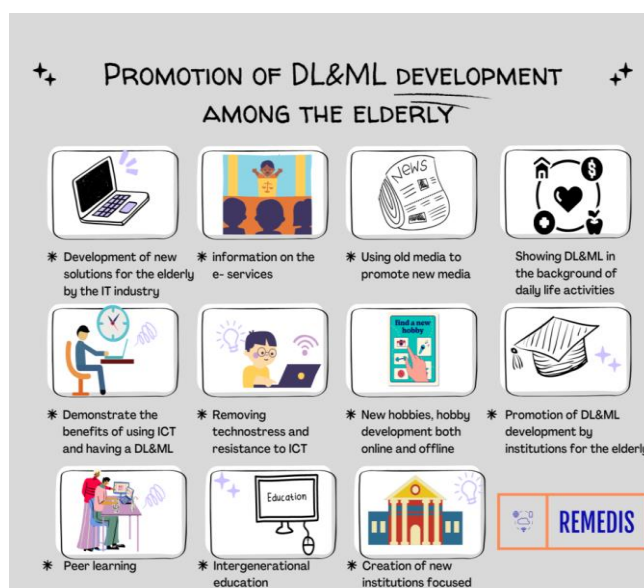 PROMOTION OF DL&ML DEVELOPMENT
AMONG THE ELDERLY
NEWS
find a new
hobby
Education
* Development of new
solutions for the elderly
by the IT industry
* information on the
e- services
* Using old media to
promote new media
Showing DL&ML in
the background of
daily life activities
* Demonstrate the
benefits of using ICT
and having a DL&ML
* Removing
technostress and
resistance to ICT
* New hobbies, hobby
development both
online and offline
* Promotion of DL&ML
development by
institutions for the elderly
* Peer learning
* Intergenerational
education
* Creation of new
institutions focused
REMEDIS